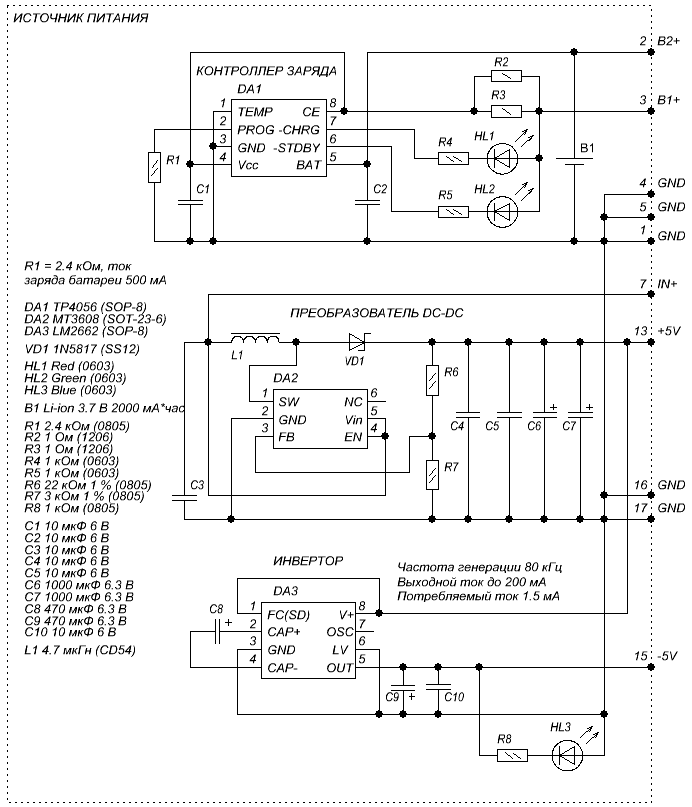 ИСТОЧНИК ПИТАНИЯ
2 B2+
R2
КОНТРОЛЛЕР ЗАРЯДА
DA1
R3
3 B1+
1 TEMP CE 8
2 PROG -CHRG 7
3 GND -STDBY 6
4 Vcc BAT 5
R1
R4
HL1
B1
C1
C2
R5
HL2
4 GND
5 GND
1 GND
R1 = 2.4 кОм, ток
заряда батареи 500 мА
7 IN+
DA1 TP4056 (SOP-8)
DA2 MT3608 (SOT-23-6)
DA3 LM2662 (SOP-8)
VD1 1N5817 (SS12)
HL1 Red (0603)
HL2 Green (0603)
HL3 Blue (0603)
B1 Li-ion 3.7 В 2000 мА*час
R1 2.4 кОм (0805)
R2 1 Ом (1206)
R3 1 Ом (1206)
R4 1 кОм (0603)
R5 1 кОм (0603)
R6 22 кОм 1 % (0805)
R7 3 кОм 1 % (0805)
R8 1 кОм (0805)
C1 10 мкФ 6 В
C2 10 мкФ 6 В
C3 10 мкФ 6 В
C4 10 мкФ 6 В
C5 10 мкФ 6 В
C6 1000 мкФ 6.3 В
C7 1000 мкФ 6.3 В
C8 470 мкФ 6.3 В
C9 470 мкФ 6.3 В
C10 10 мкФ 6 В
L1 4.7 мкГн (CD54)
ПРЕОБРАЗОВАТЕЛЬ DC-DC
13 +5V
L1
VD1
DA2
R6
1 SW NC 6
2 GND Vin 5
3 FB EN 4
C4
C5
C6 +
C7 +
R7
C3
16 GND
17 GND
ИНВЕРТОР
Частота генерации 80 кГц
Выходной ток до 200 мА
Потребляемый ток 1.5 мА
DA3
C8 +
1 FC(SD) V+ 8
2 CAP+ OSC 7
3 GND LV 6
4 CAP- OUT 5
15 -5V
C9 +
C10
R8
HL3